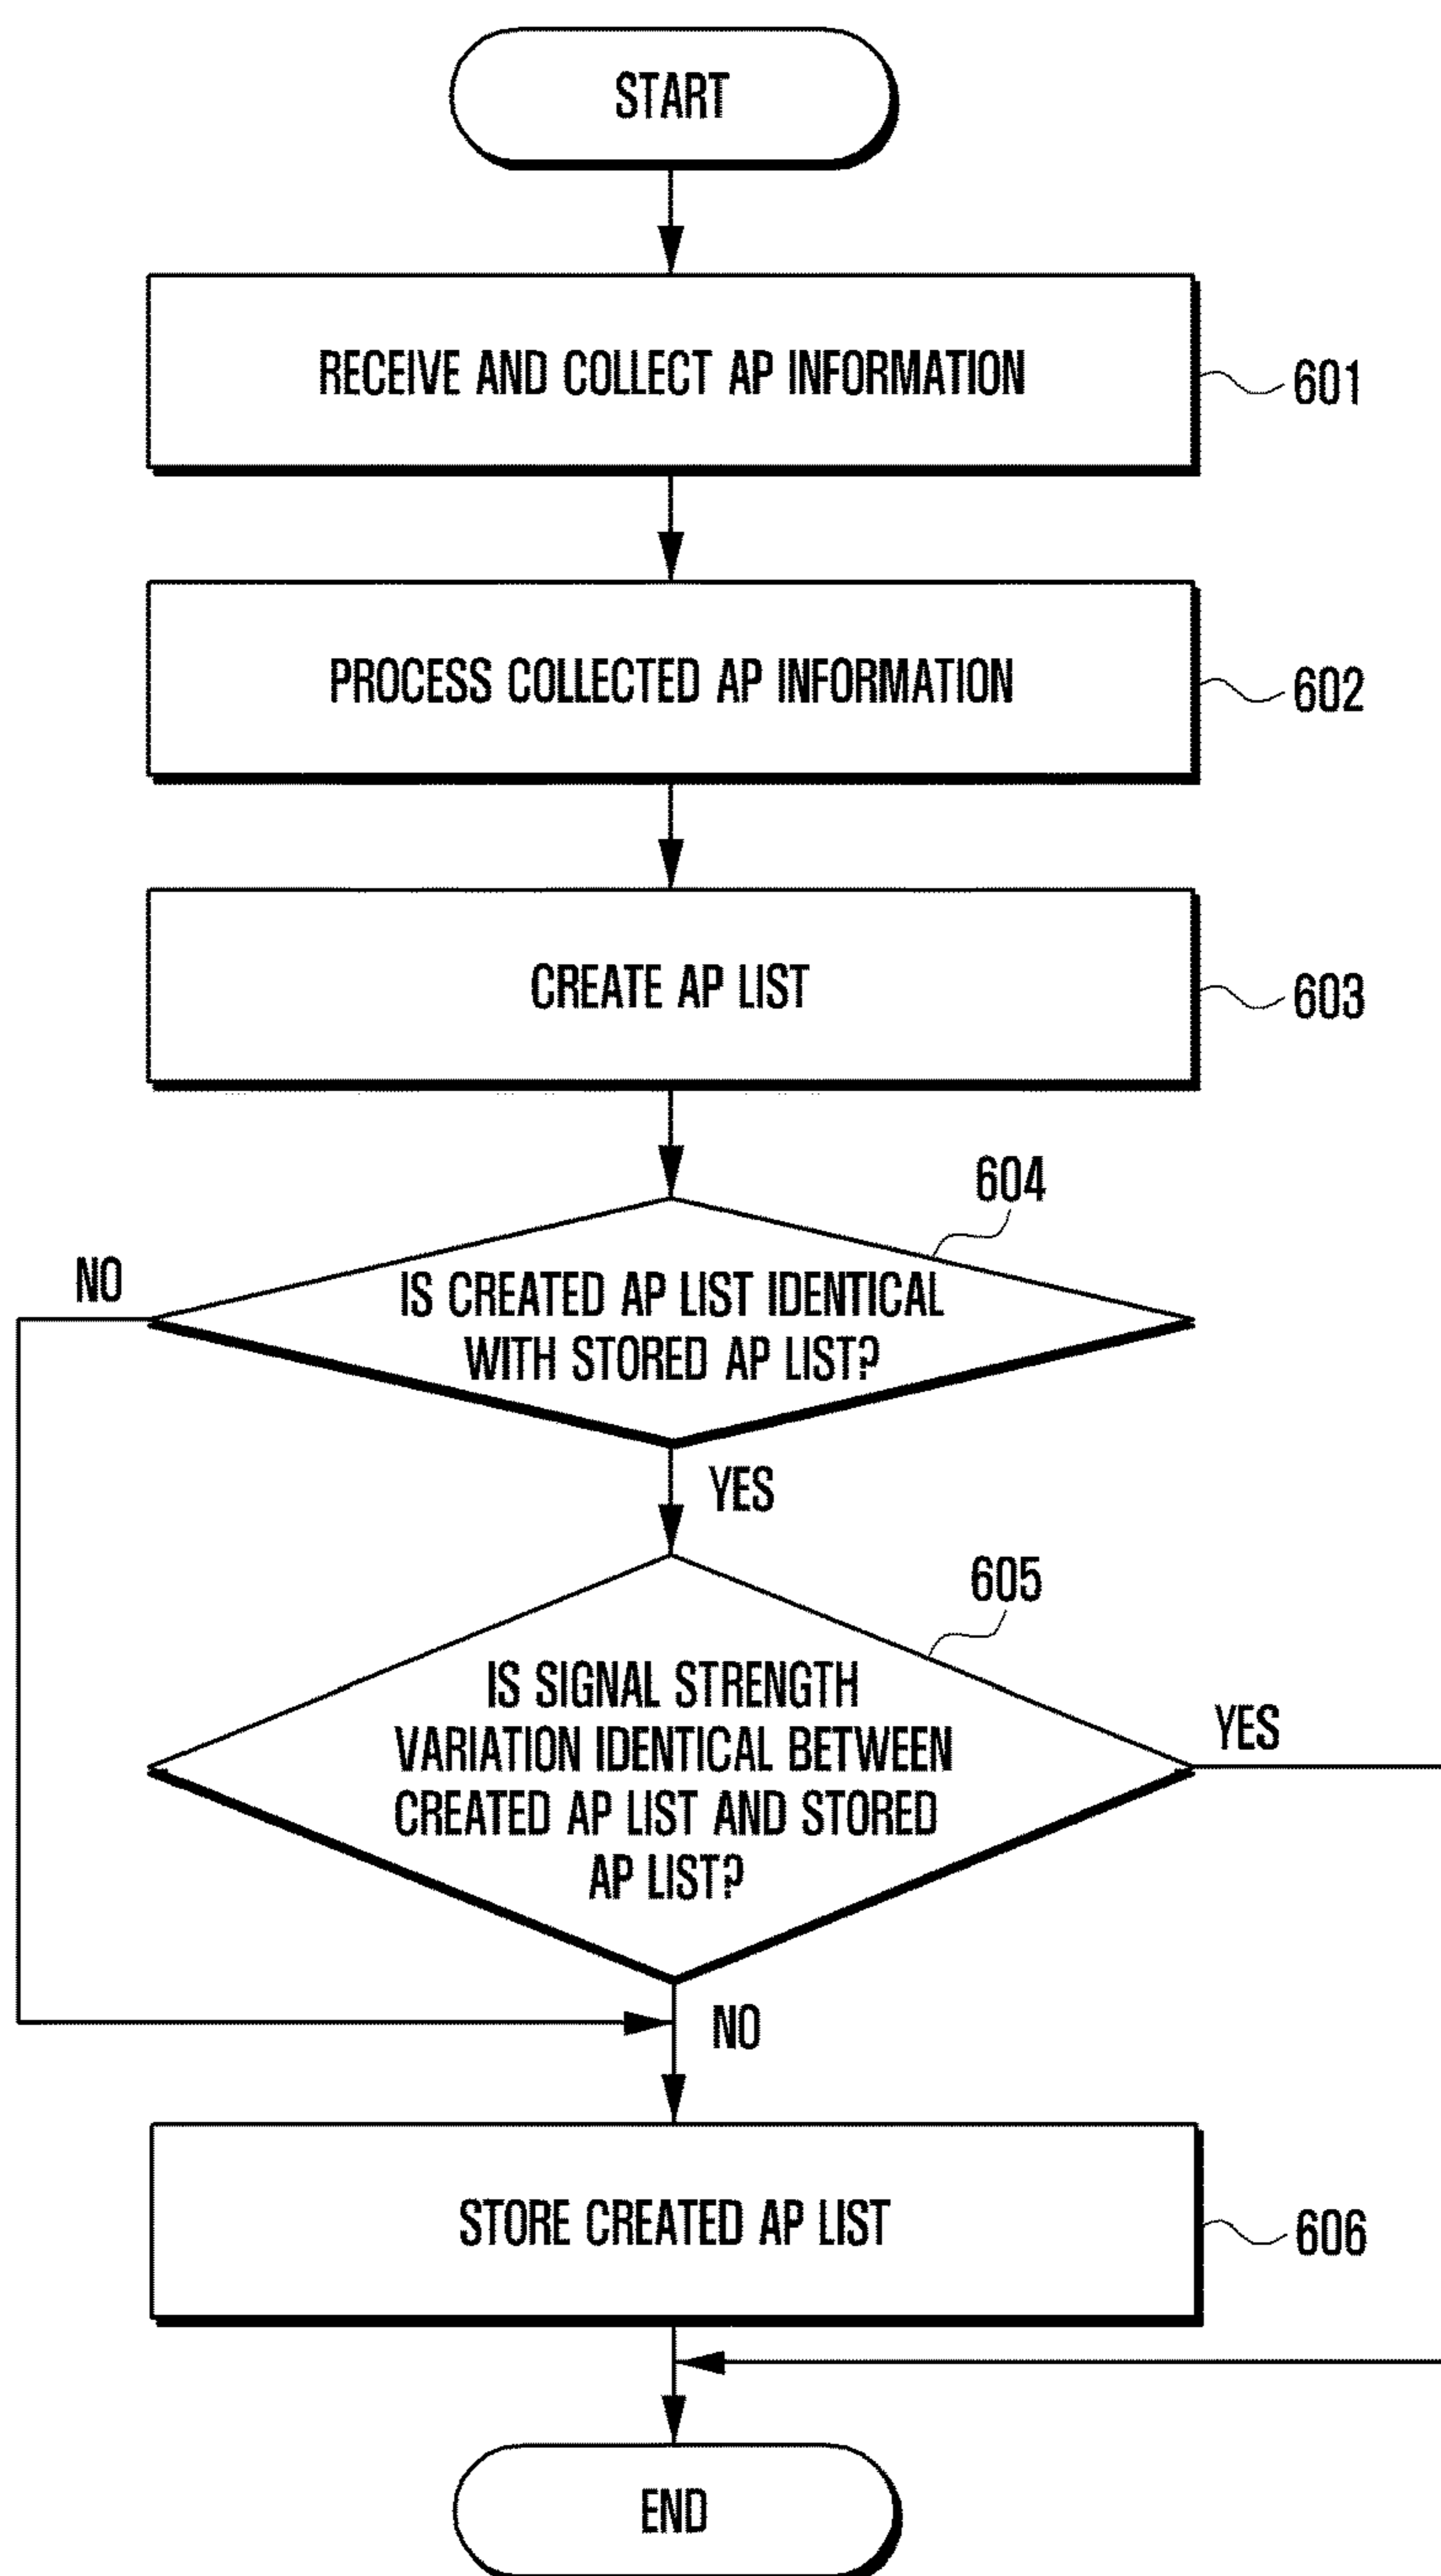 START
RECEIVE AND COLLECT AP INFORMATION
601
PROCESS COLLECTED AP INFORMATION
602
CREATE AP LIST
603
604
NO
IS CREATED AP LIST IDENTICAL
WITH STORED AP LIST?
YES
605
IS SIGNAL STRENGTH
VARIATION IDENTICAL BETWEEN
CREATED AP LIST AND STORED
AP LIST?
YES
NO
STORE CREATED AP LIST
606
END